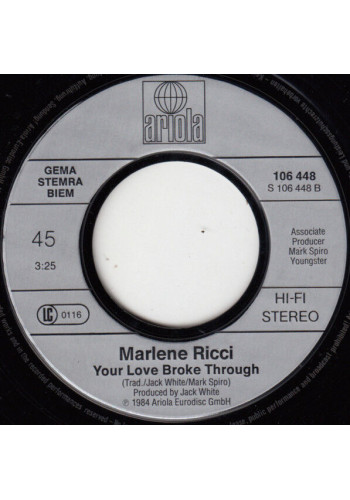 ariola
GEMA
STEMRA
BIEM
106 448
S 106 448 B
45
3:25
Associate
Producer
Mark Spiro
Youngster
LC 0116
HI-FI
STEREO
Marlene Ricci
Your Love Broke Through
(Trad./Jack White/Mark Spiro)
Produced by Jack White
℗ 1984 Ariola Eurodisc GmbH